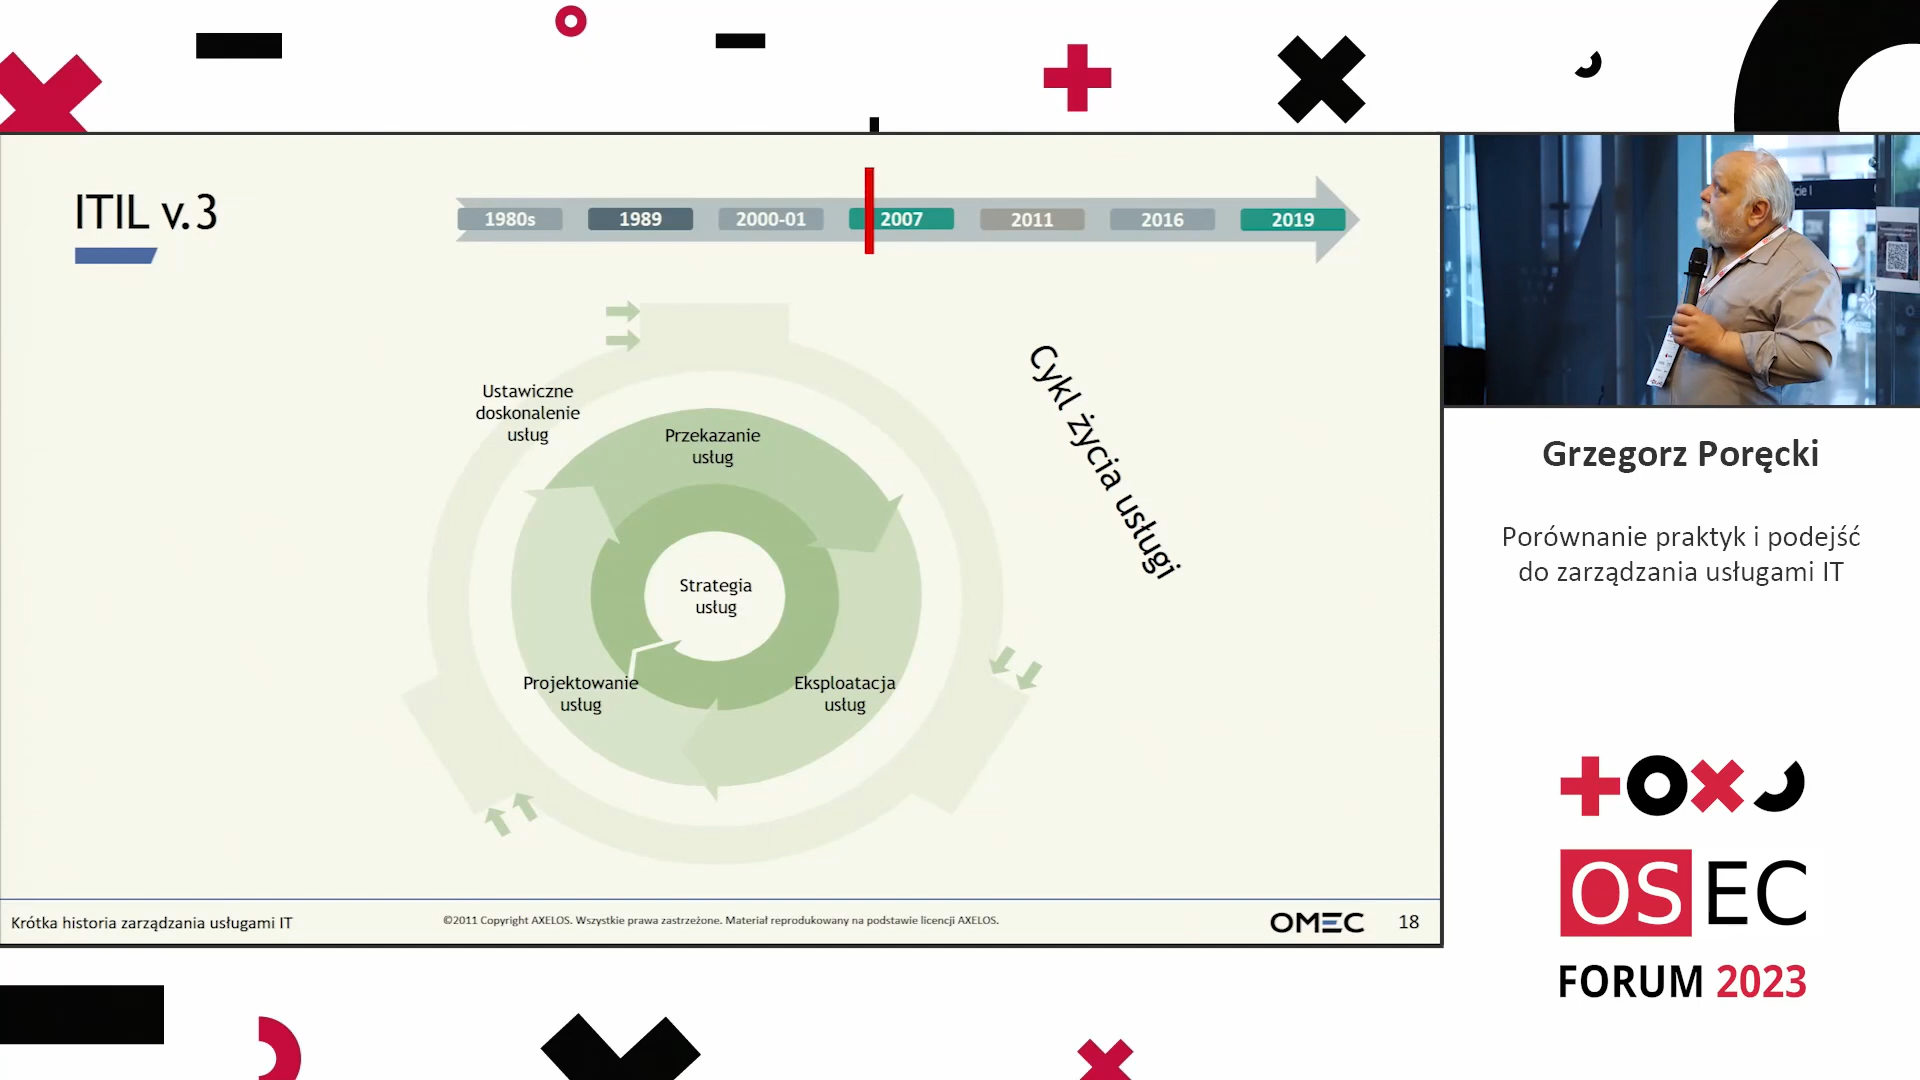 ITIL v.3
1980s
1989
2000-01
2007
2011
2016
2019
Ustawiczne
doskonalenie
usług
Przekazanie
usług
Strategia
usług
Projektowanie
usług
Eksploatacja
usług
Cykl życia usługi
Krótka historia zarządzania usługami IT
©2011 Copyright AXELOS. Wszystkie prawa zastrzeżone. Materiał reprodukowany na podstawie licencji AXELOS.
OMEC
18
Grzegorz Poręcki
Porównanie praktyk i podejść
do zarządzania usługami IT
OSEC
FORUM 2023